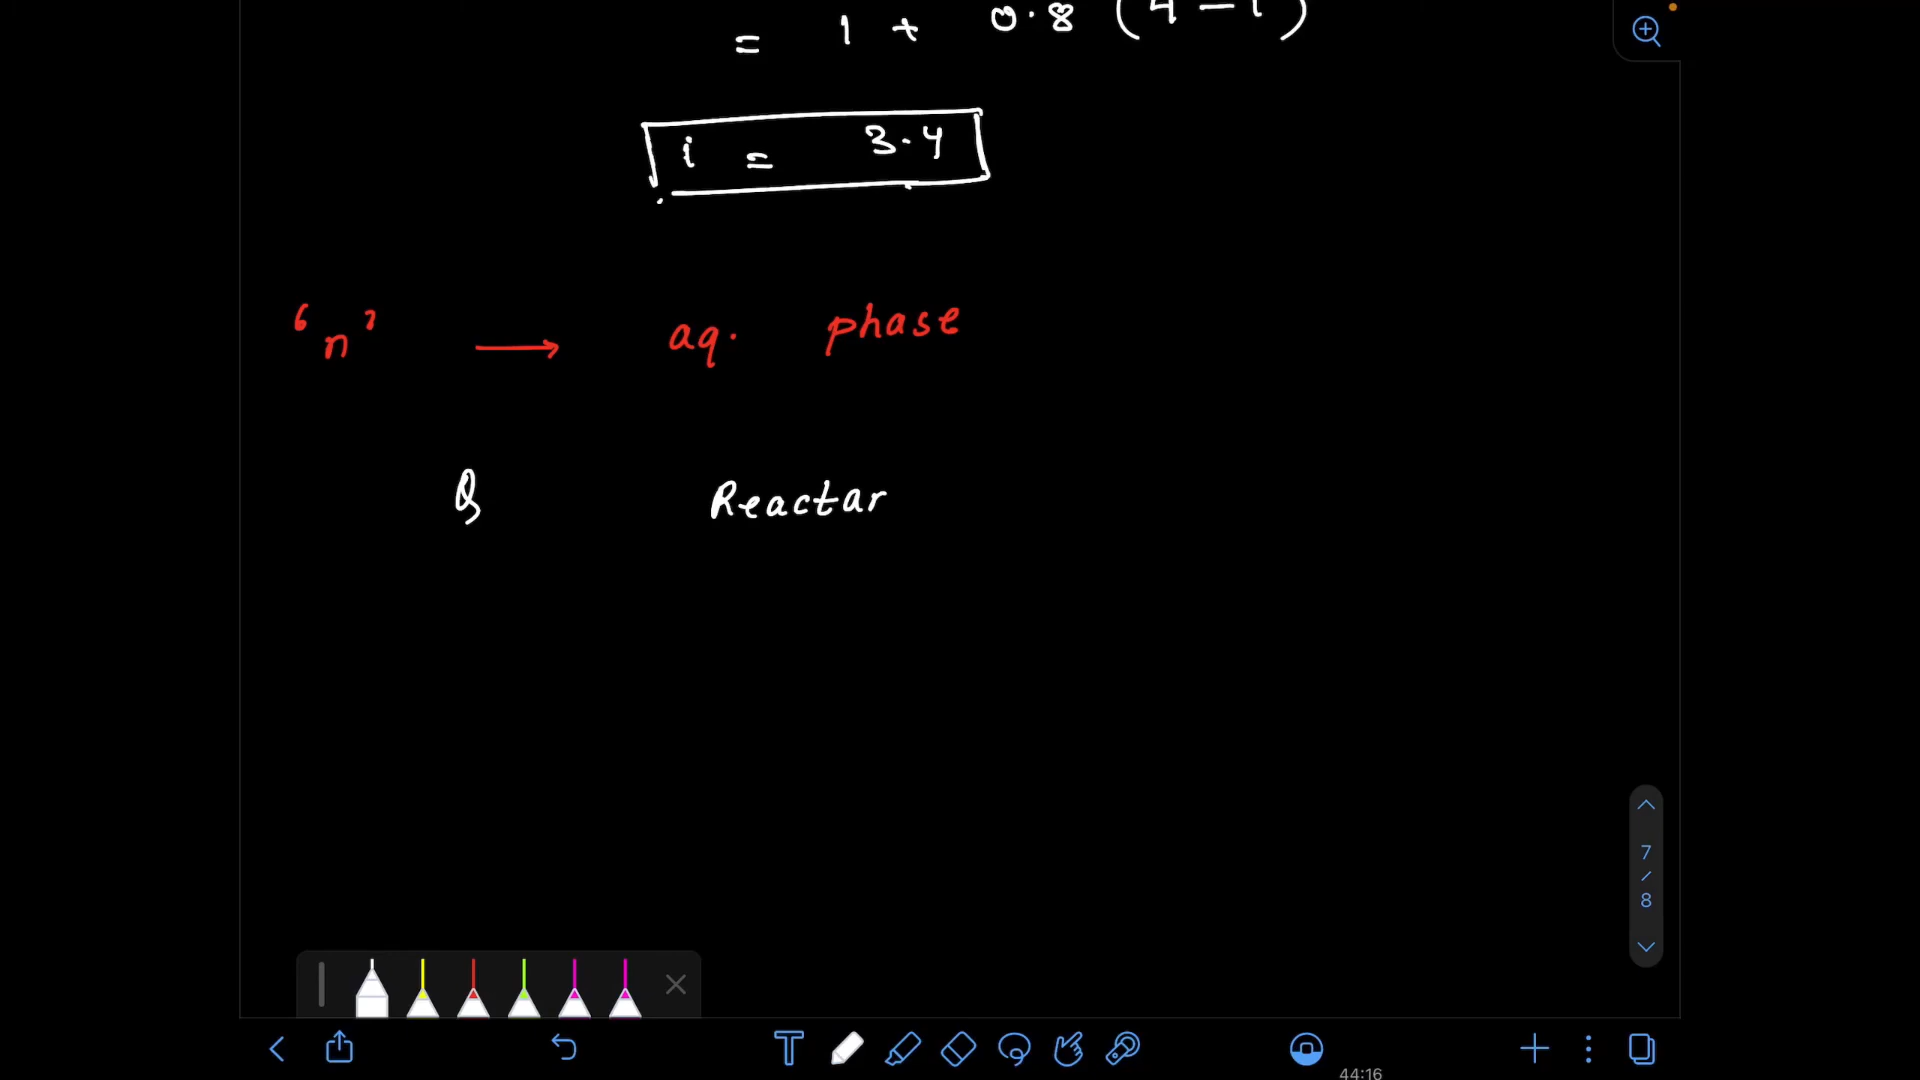 = 1 + 0.8 (4-1)
i = 3.4
'n' → aq. phase
Q Reactar
7
/
8
T
44:16